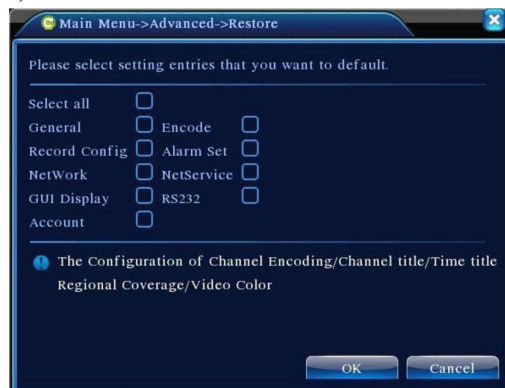 Main Menu->Advanced->Restore
Please select setting entries that you want to default.
Select all
General Encode
Record Config Alarm Set
NetWork NetService
GUI Display RS232
Account
The Configuration of Channel Encoding/Channel title/Time title
Regional Coverage/Video Color
OK Cancel